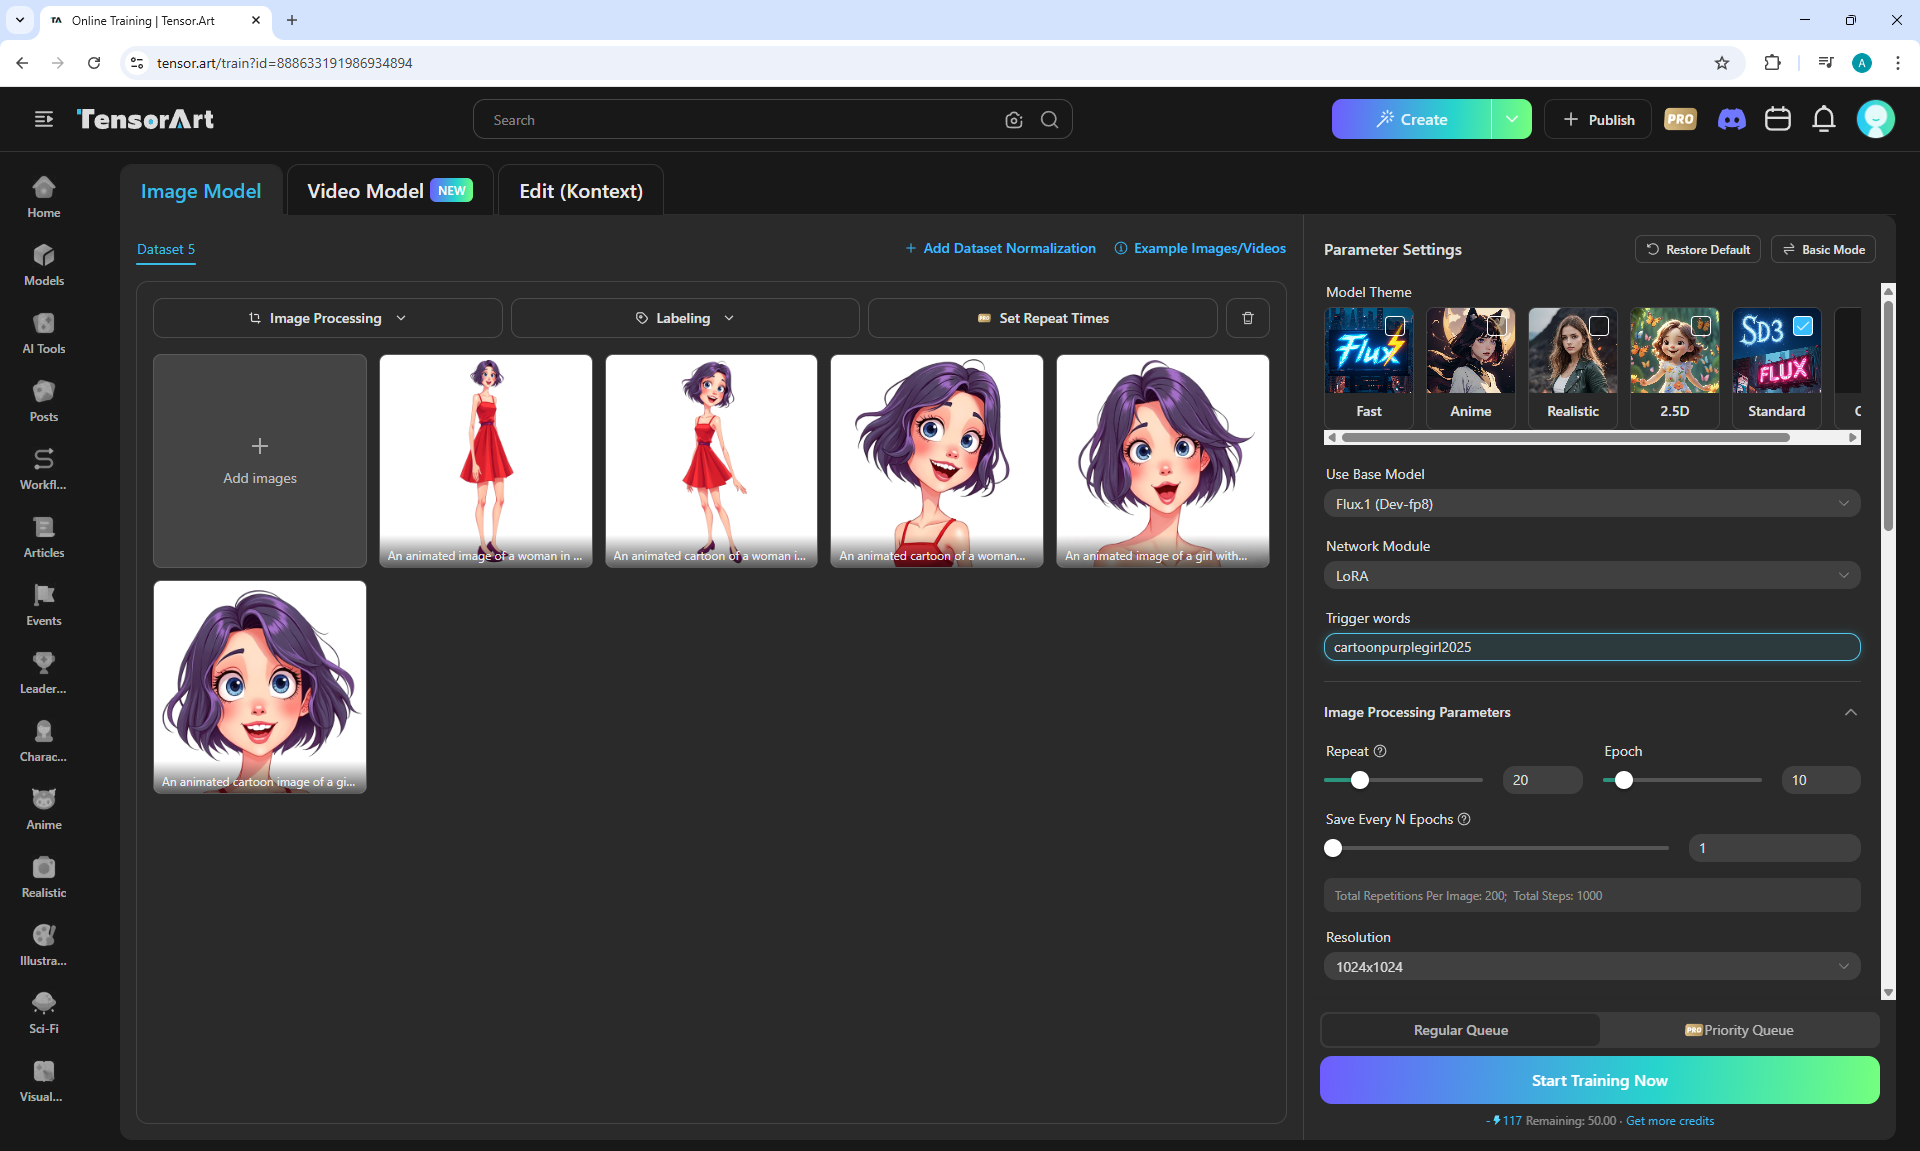 Online Training | Tensor.Art
tensor.art/train?id=888633191986934894
A
TensorArt
Search
Create
Publish
PRO
Home
Models
AI Tools
Posts
Workfl...
Articles
Events
Leader...
Charac...
Anime
Realistic
Illustra...
Sci-Fi
Visual...
Image Model
Video Model NEW
Edit (Kontext)
Dataset 5
Add Dataset Normalization
Example Images/Videos
Image Processing
Labeling
PRO Set Repeat Times
Add images
An animated image of a woman in ...
An animated cartoon of a woman i...
An animated cartoon of a woman...
An animated image of a girl with...
An animated cartoon image of a gi...
Parameter Settings
Restore Default
Basic Mode
Model Theme
Flux
SD3
FLUX
Fast
Anime
Realistic
2.5D
Standard
Use Base Model
Flux.1 (Dev-fp8)
Network Module
LoRA
Trigger words
cartoonpurplegirl2025
Image Processing Parameters
Repeat
Epoch
20
10
Save Every N Epochs
1
Total Repetitions Per Image: 200; Total Steps: 1000
Resolution
1024x1024
Regular Queue
PRO Priority Queue
Start Training Now
- 117 Remaining: 50.00 · Get more credits